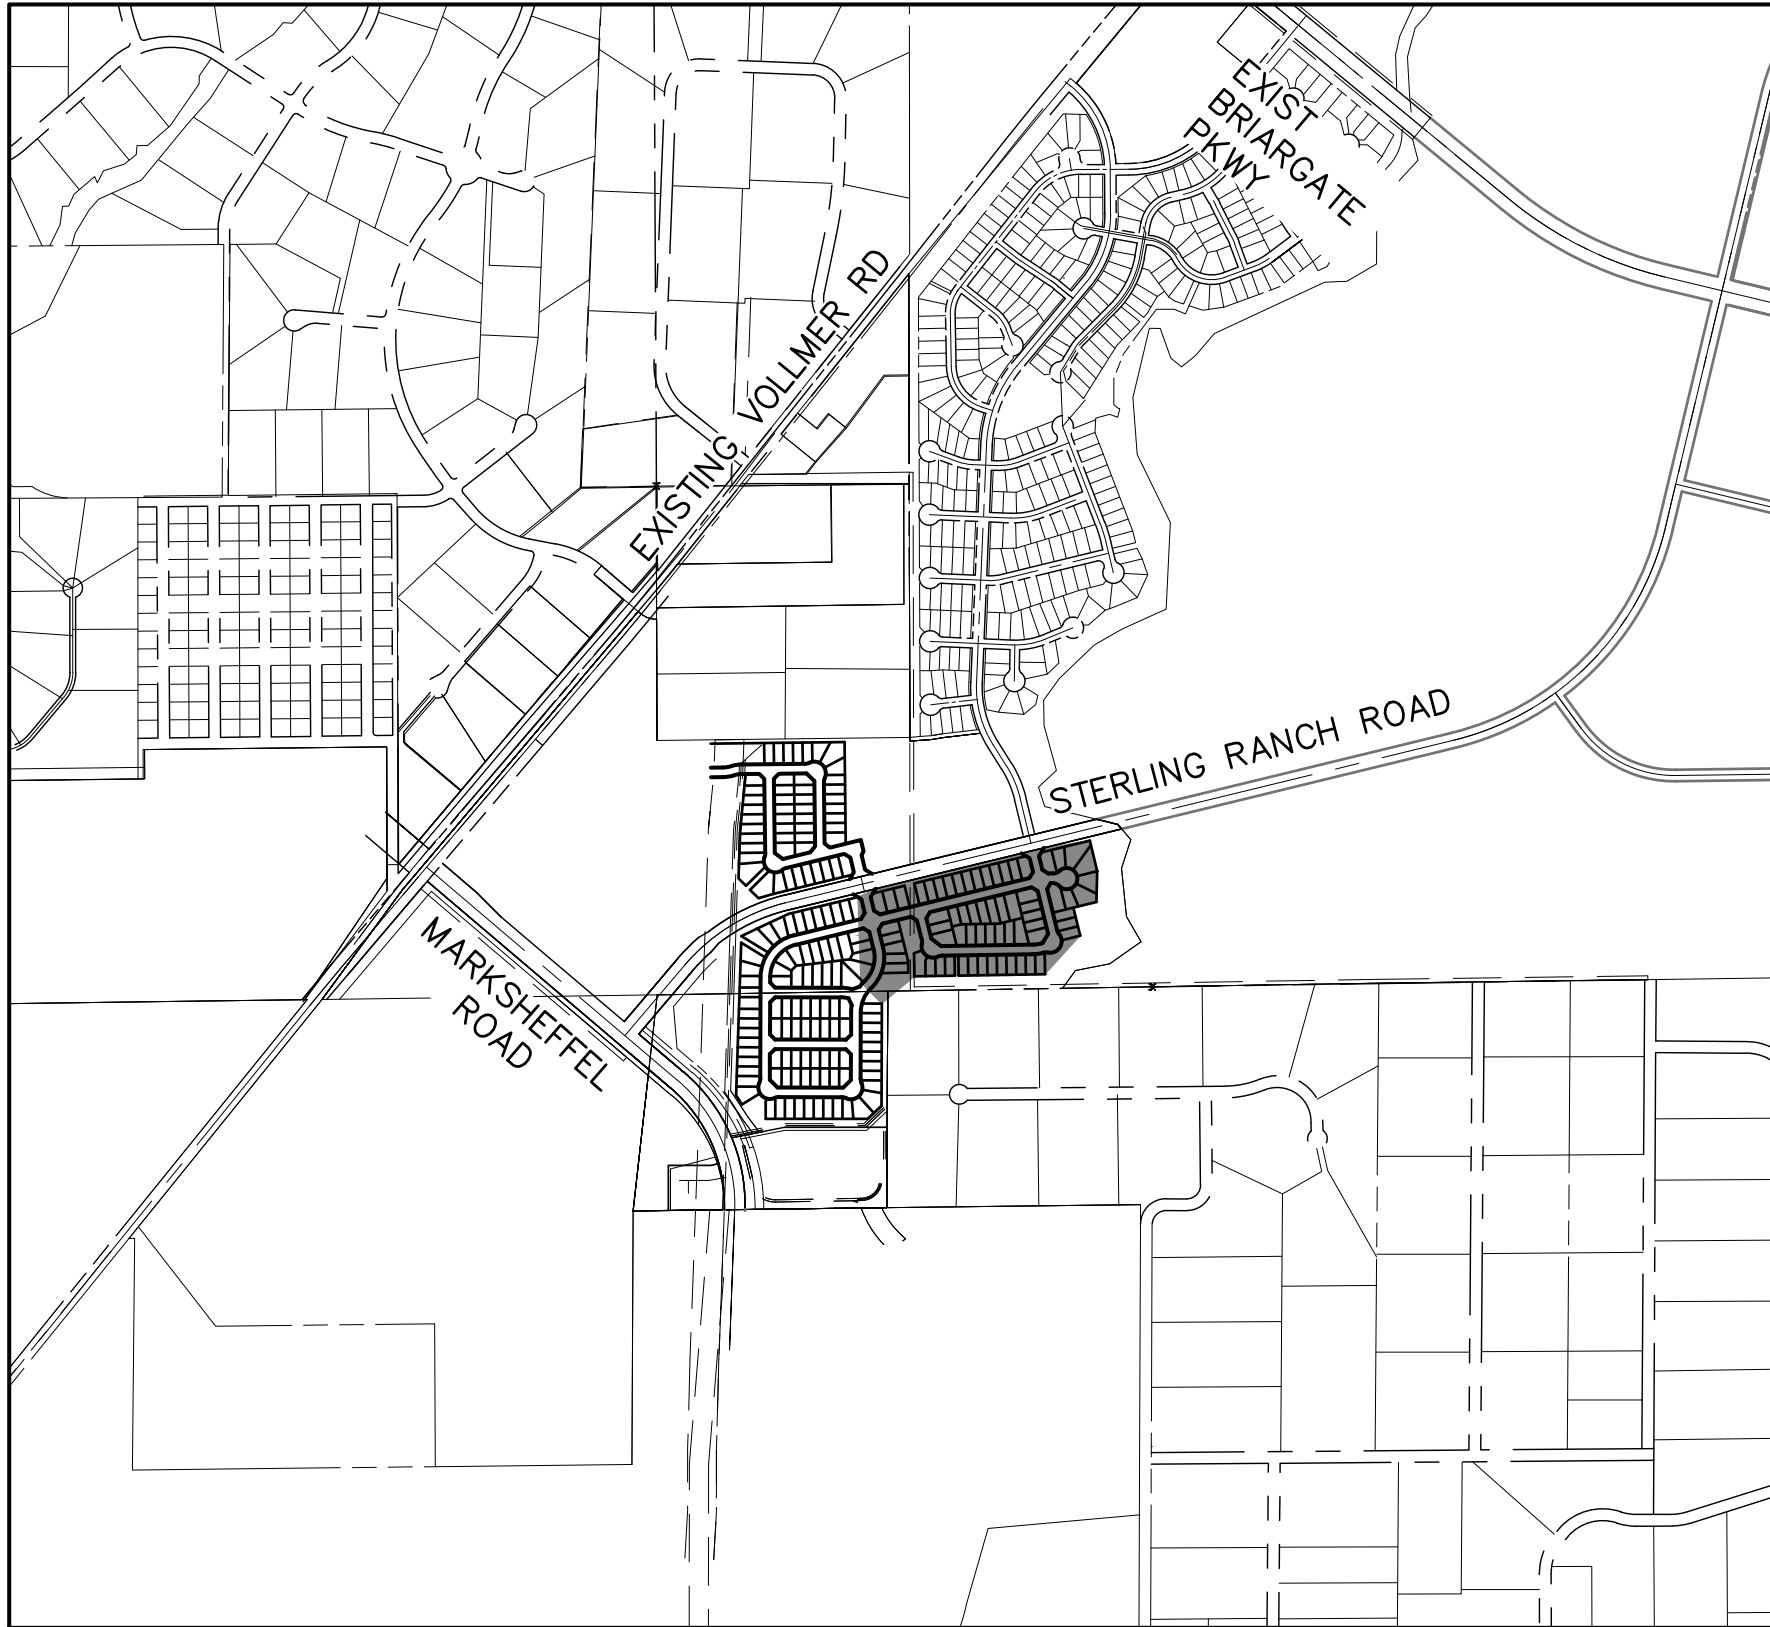 EXIST
BRIARGATE
PKWY
EXISTING VOLLMER RD
STERLING RANCH ROAD
MARKSHEFFEL
ROAD